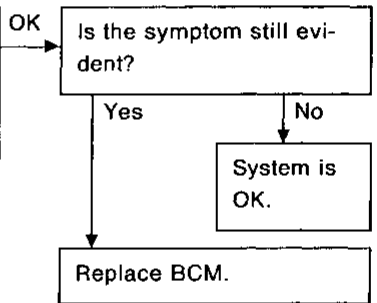 OK
Is the symptom still evi-
dent?
Yes
No
System is
OK.
Replace BCM.